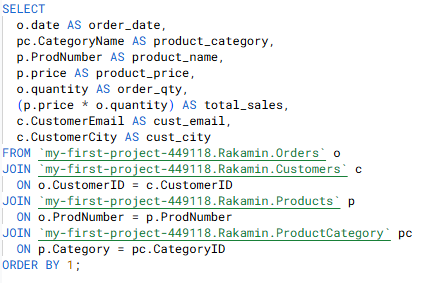 SELECT
  o.date AS order_date,
  pc.CategoryName AS product_category,
  p.ProdNumber AS product_name,
  p.price AS product_price,
  o.quantity AS order_qty,
  (p.price * o.quantity) AS total_sales,
  c.CustomerEmail AS cust_email,
  c.CustomerCity AS cust_city
FROM `my-first-project-449118.Rakamin.Orders` o
JOIN `my-first-project-449118.Rakamin.Customers` c
  ON o.CustomerID = c.CustomerID
JOIN `my-first-project-449118.Rakamin.Products` p
  ON o.ProdNumber = p.ProdNumber
JOIN `my-first-project-449118.Rakamin.ProductCategory` pc
  ON p.Category = pc.CategoryID
ORDER BY 1;